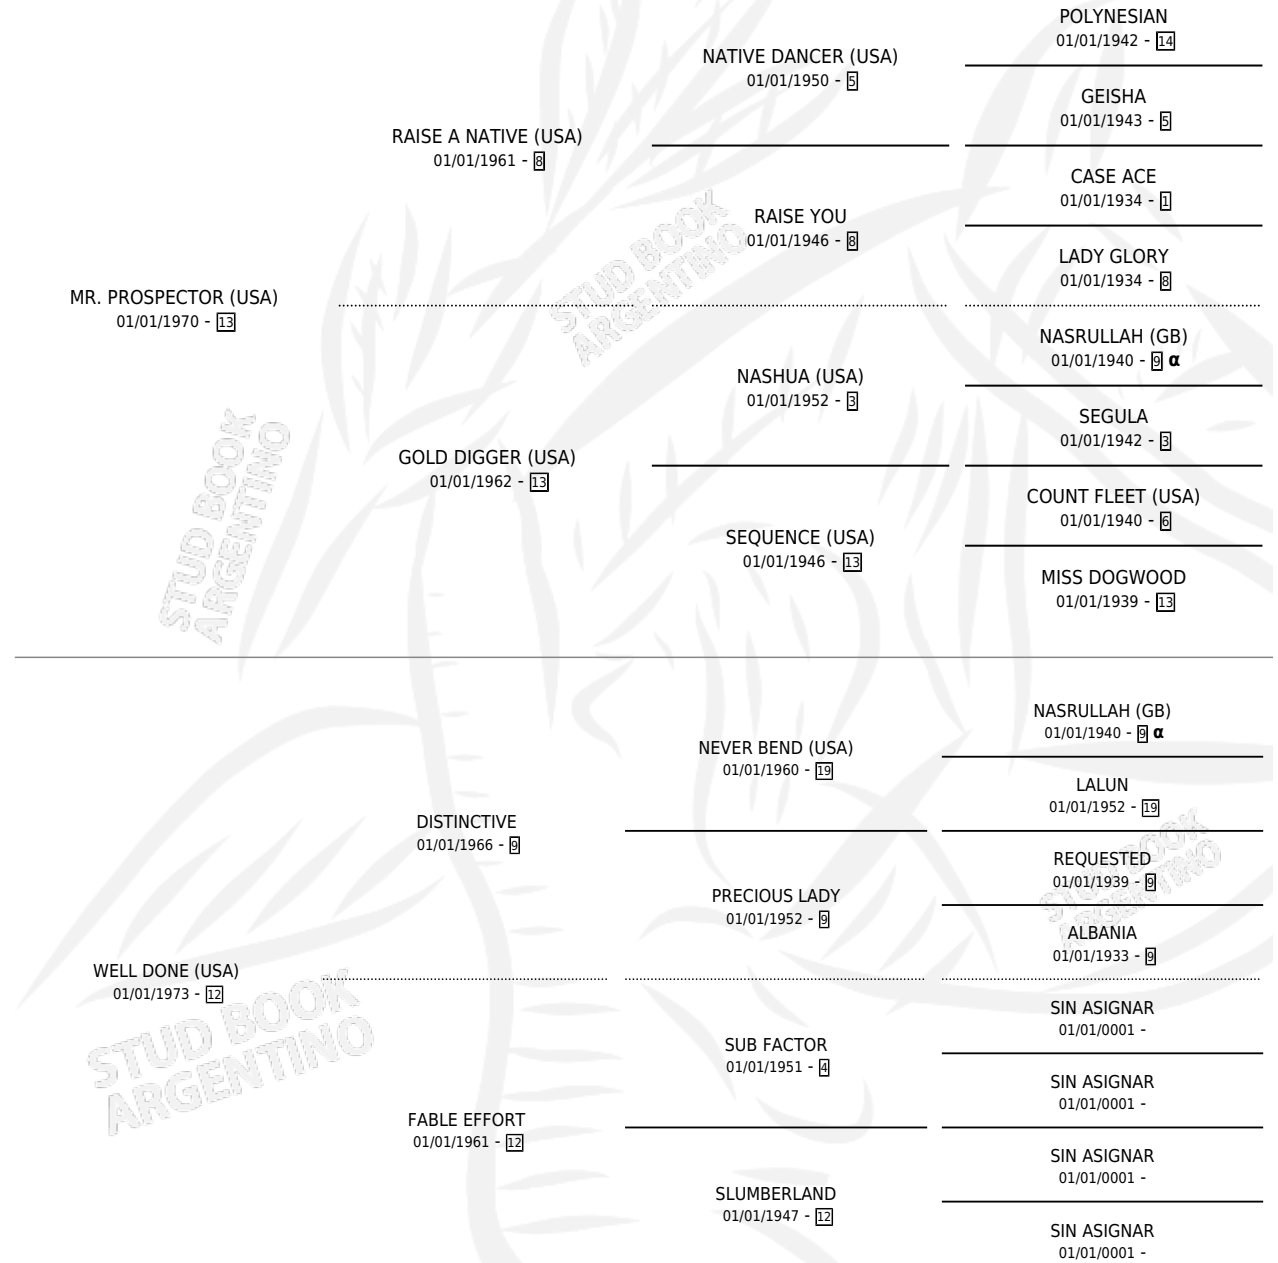 POLYNESIAN
01/01/1942 - 14
NATIVE DANCER (USA)
01/01/1950 - 5
GEISHA
01/01/1943 - 5
RAISE A NATIVE (USA)
01/01/1961 - 8
CASE ACE
01/01/1934 - 1
RAISE YOU
01/01/1946 - 8
LADY GLORY
01/01/1934 - 8
MR. PROSPECTOR (USA)
01/01/1970 - 13
NASRULLAH (GB)
01/01/1940 - 9 α
NASHUA (USA)
01/01/1952 - 3
SEGULA
01/01/1942 - 3
GOLD DIGGER (USA)
01/01/1962 - 13
COUNT FLEET (USA)
01/01/1940 - 6
SEQUENCE (USA)
01/01/1946 - 13
MISS DOGWOOD
01/01/1939 - 13
NASRULLAH (GB)
01/01/1940 - 9 α
NEVER BEND (USA)
01/01/1960 - 19
LALUN
01/01/1952 - 19
DISTINCTIVE
01/01/1966 - 9
REQUESTED
01/01/1939 - 9
PRECIOUS LADY
01/01/1952 - 9
ALBANIA
01/01/1933 - 9
WELL DONE (USA)
01/01/1973 - 12
SIN ASIGNAR
01/01/0001 -
SUB FACTOR
01/01/1951 - 4
SIN ASIGNAR
01/01/0001 -
FABLE EFFORT
01/01/1961 - 12
SIN ASIGNAR
01/01/0001 -
SLUMBERLAND
01/01/1947 - 12
SIN ASIGNAR
01/01/0001 -
STUD BOOK
ARGENTINO
STUD BOOK
ARGENTINO
STUD BOOK
ARGENTINO
STUD BOOK
ARGENTINO